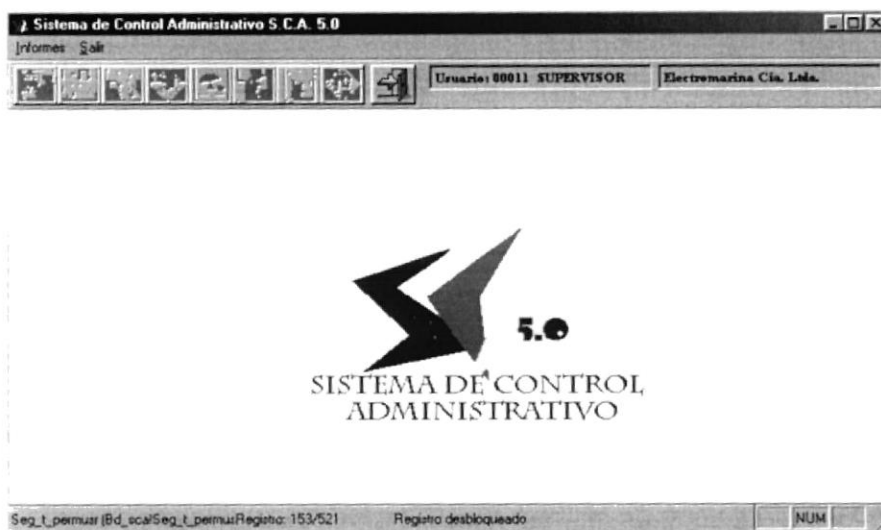 Sistema de Control Administrativo S.C.A. 5.0
Informes Salir
Usuario: 00011 SUPERVISOR Electromarina Cía. Ltda.
5.0
SISTEMA DE CONTROL
ADMINISTRATIVO
Seg_t_permusr (Bd_sca!Seg_t_permusRegistro: 153/521 Registro desbloqueado NUM